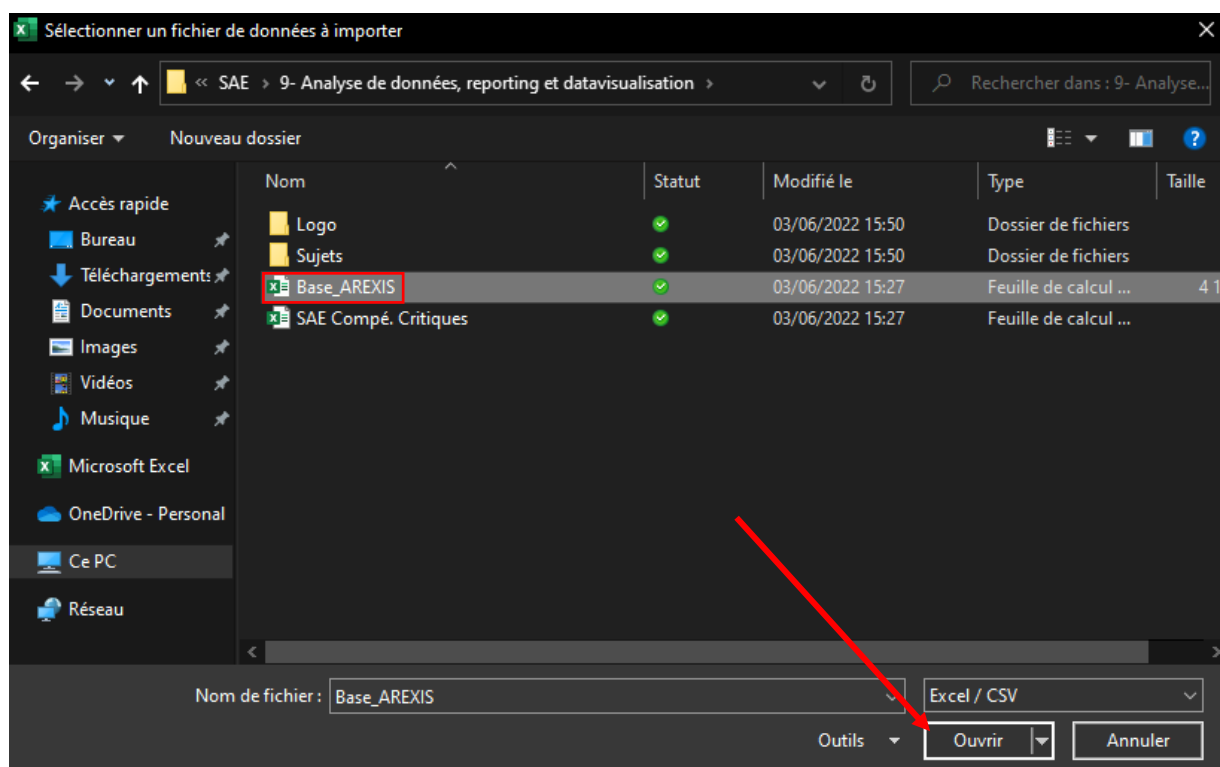 Sélectionner un fichier de données à importer
« SAE > 9- Analyse de données, reporting et datavisualisation >
Rechercher dans : 9- Analyse...
Organiser
Nouveau dossier
?
Nom
Statut
Modifié le
Type
Taille
Accès rapide
Bureau
Téléchargements
Documents
Images
Vidéos
Musique
Microsoft Excel
OneDrive - Personal
Ce PC
Réseau
Logo 03/06/2022 15:50 Dossier de fichiers
Sujets 03/06/2022 15:50 Dossier de fichiers
Base_AREXIS 03/06/2022 15:27 Feuille de calcul ... 4 1
SAE Compé. Critiques 03/06/2022 15:27 Feuille de calcul ...
Nom de fichier : Base_AREXIS
Excel / CSV
Outils
Ouvrir
Annuler